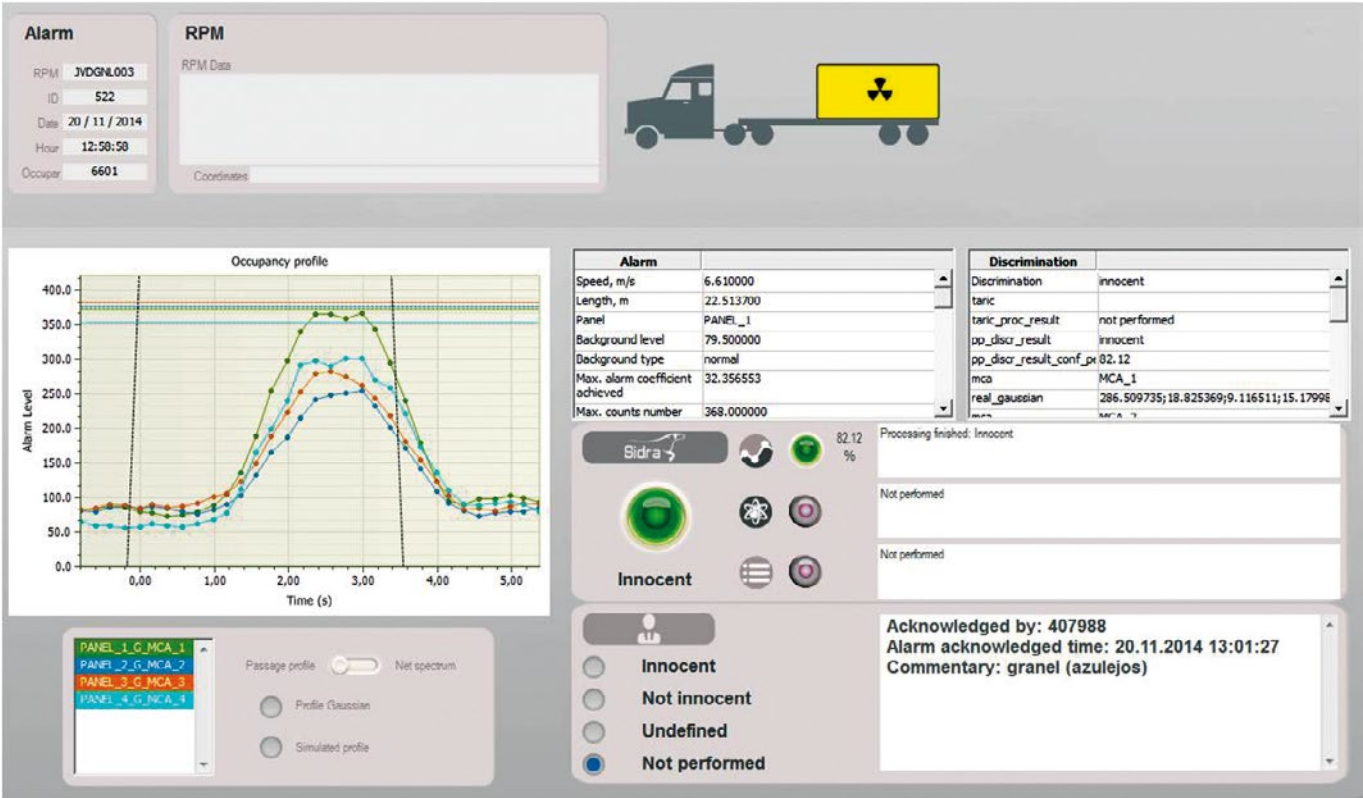 Alarm
RPM JVDGNL003
ID 522
Date 20 / 11 / 2014
Hour 12:58:58
Occupar 6601
RPM
RPM Data
Coordinates
Occupancy profile
Alarm Level
400.0
350.0
300.0
250.0
200.0
150.0
100.0
50.0
0.0
0,00 1,00 2,00 3,00 4,00 5,00
Time (s)
Alarm
Speed, m/s 6.610000
Length, m 22.513700
Panel PANEL_1
Background level 79.500000
Background type normal
Max. alarm coefficient 32.356553
achieved
Max. counts number 368.000000
Discrimination
Discrimination innocent
taric
taric_proc_result not performed
pp_discr_result innocent
pp_discr_result_conf_pe 82.12
mca MCA_1
real_gaussian 286.509735;18.825369;9.116511;15.17998
Sidra
82.12
%
Innocent
Processing finished: Innocent
Not performed
Not performed
PANEL_1_G_MCA_1
PANEL_2_G_MCA_2
PANEL_3_G_MCA_3
PANEL_4_G_MCA_4
Passage profile Net spectrum
Profile Gaussian
Simulated profile
Innocent
Not innocent
Undefined
Not performed
Acknowledged by: 407988
Alarm acknowledged time: 20.11.2014 13:01:27
Commentary: granel (azulejos)